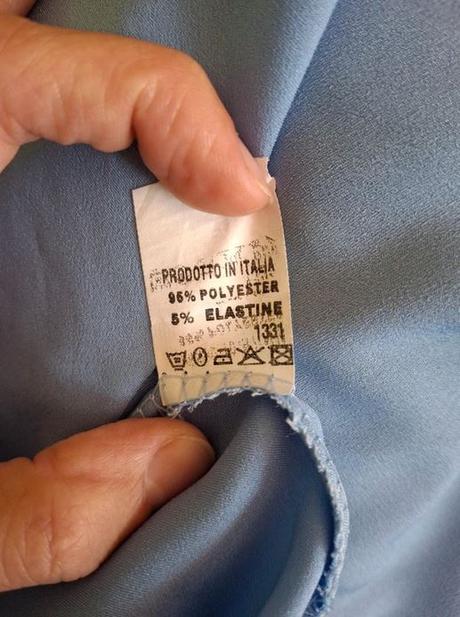 PRODOTTO IN ITALIA
95% POLYESTER
5% ELASTINE
1331